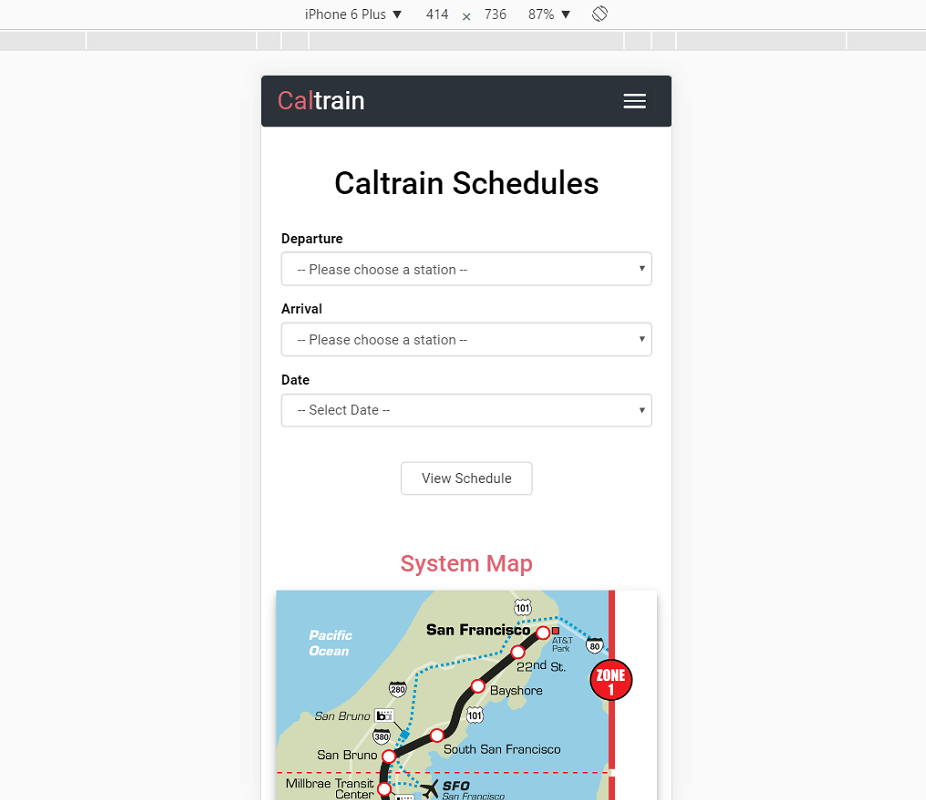 iPhone 6 Plus ▼ 414 x 736 87% ▼
Caltrain
Caltrain Schedules
Departure
-- Please choose a station --
Arrival
-- Please choose a station --
Date
-- Select Date --
View Schedule
System Map
101
Pacific
Ocean
San Francisco
AT&T
Park
80
22nd St.
ZONE
1
280
Bayshore
San Bruno
ba
101
380
South San Francisco
San Bruno
Millbrae Transit
Center
SFO
San Francisco